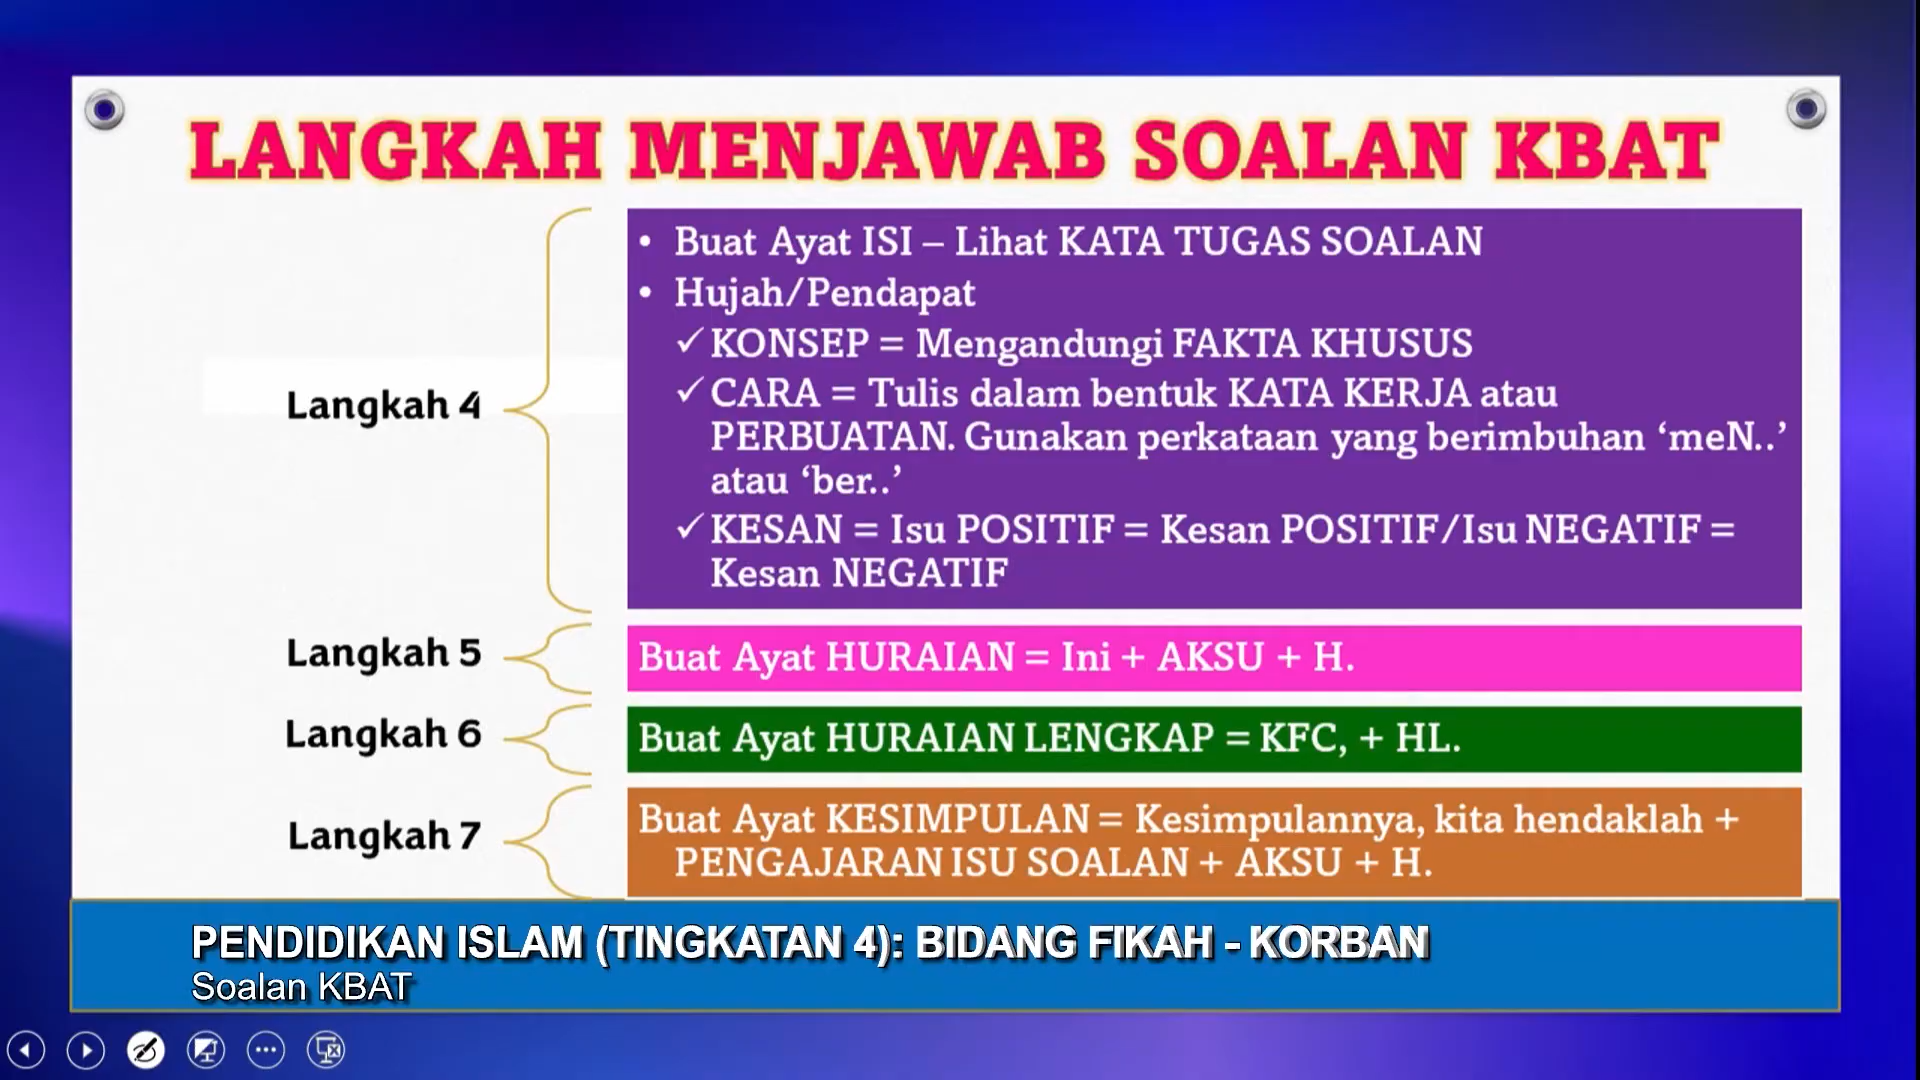 LANGKAH MENJAWAB SOALAN KBAT
Langkah 4
• Buat Ayat ISI – Lihat KATA TUGAS SOALAN
• Hujah/Pendapat
✓ KONSEP = Mengandungi FAKTA KHUSUS
✓ CARA = Tulis dalam bentuk KATA KERJA atau
PERBUATAN. Gunakan perkataan yang berimbuhan ‘meN..’
atau ‘ber..’
✓ KESAN = Isu POSITIF = Kesan POSITIF/Isu NEGATIF =
Kesan NEGATIF
Langkah 5
Buat Ayat HURAIAN = Ini + AKSU + H.
Langkah 6
Buat Ayat HURAIAN LENGKAP = KFC, + HL.
Langkah 7
Buat Ayat KESIMPULAN = Kesimpulannya, kita hendaklah +
PENGAJARAN ISU SOALAN + AKSU + H.
PENDIDIKAN ISLAM (TINGKATAN 4): BIDANG FIKAH - KORBAN
Soalan KBAT